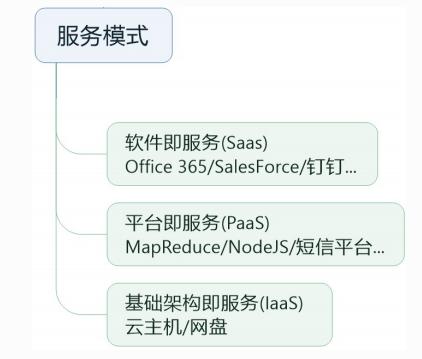 服务模式
软件即服务(Saas)
Office 365/SalesForce/钉钉...
平台即服务(PaaS)
MapReduce/NodeJS/短信平台...
基础架构即服务(IaaS)
云主机/网盘